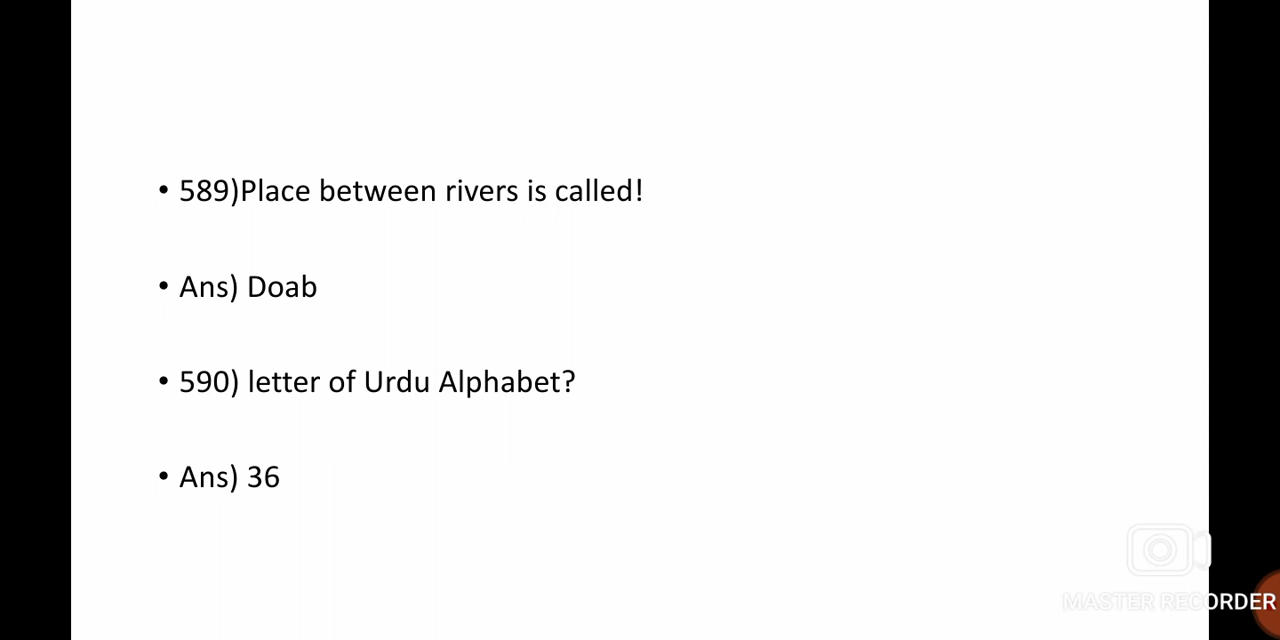 • 589)Place between rivers is called!
• Ans) Doab
• 590) letter of Urdu Alphabet?
• Ans) 36
MASTER RECORDER